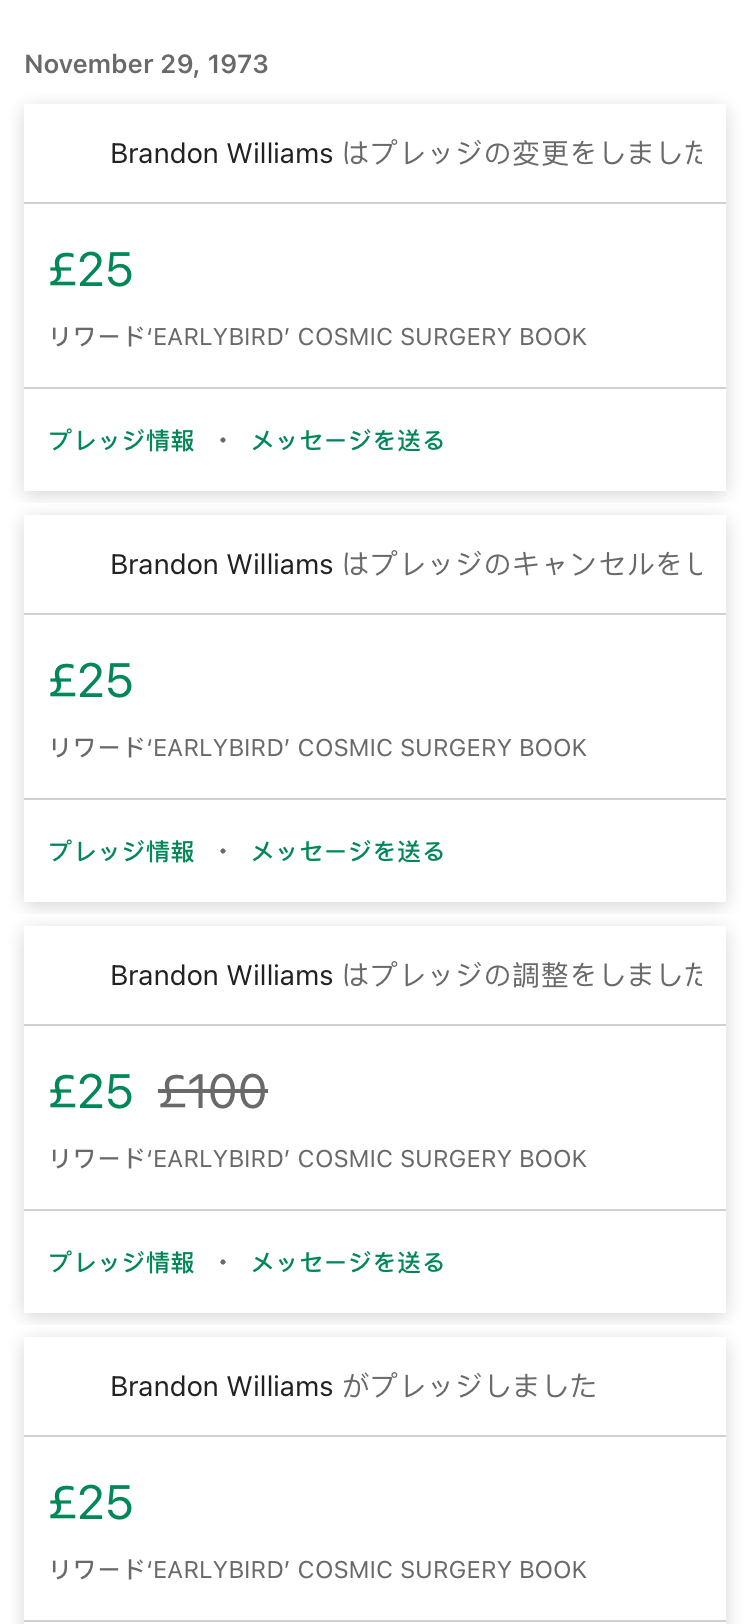 November 29, 1973
Brandon Williams はプレッジの変更をしました
£25
リワード‘EARLYBIRD’ COSMIC SURGERY BOOK
プレッジ情報 ・ メッセージを送る
Brandon Williams はプレッジのキャンセルをし
£25
リワード‘EARLYBIRD’ COSMIC SURGERY BOOK
プレッジ情報 ・ メッセージを送る
Brandon Williams はプレッジの調整をしました
£25 £100
リワード‘EARLYBIRD’ COSMIC SURGERY BOOK
プレッジ情報 ・ メッセージを送る
Brandon Williams がプレッジしました
£25
リワード‘EARLYBIRD’ COSMIC SURGERY BOOK